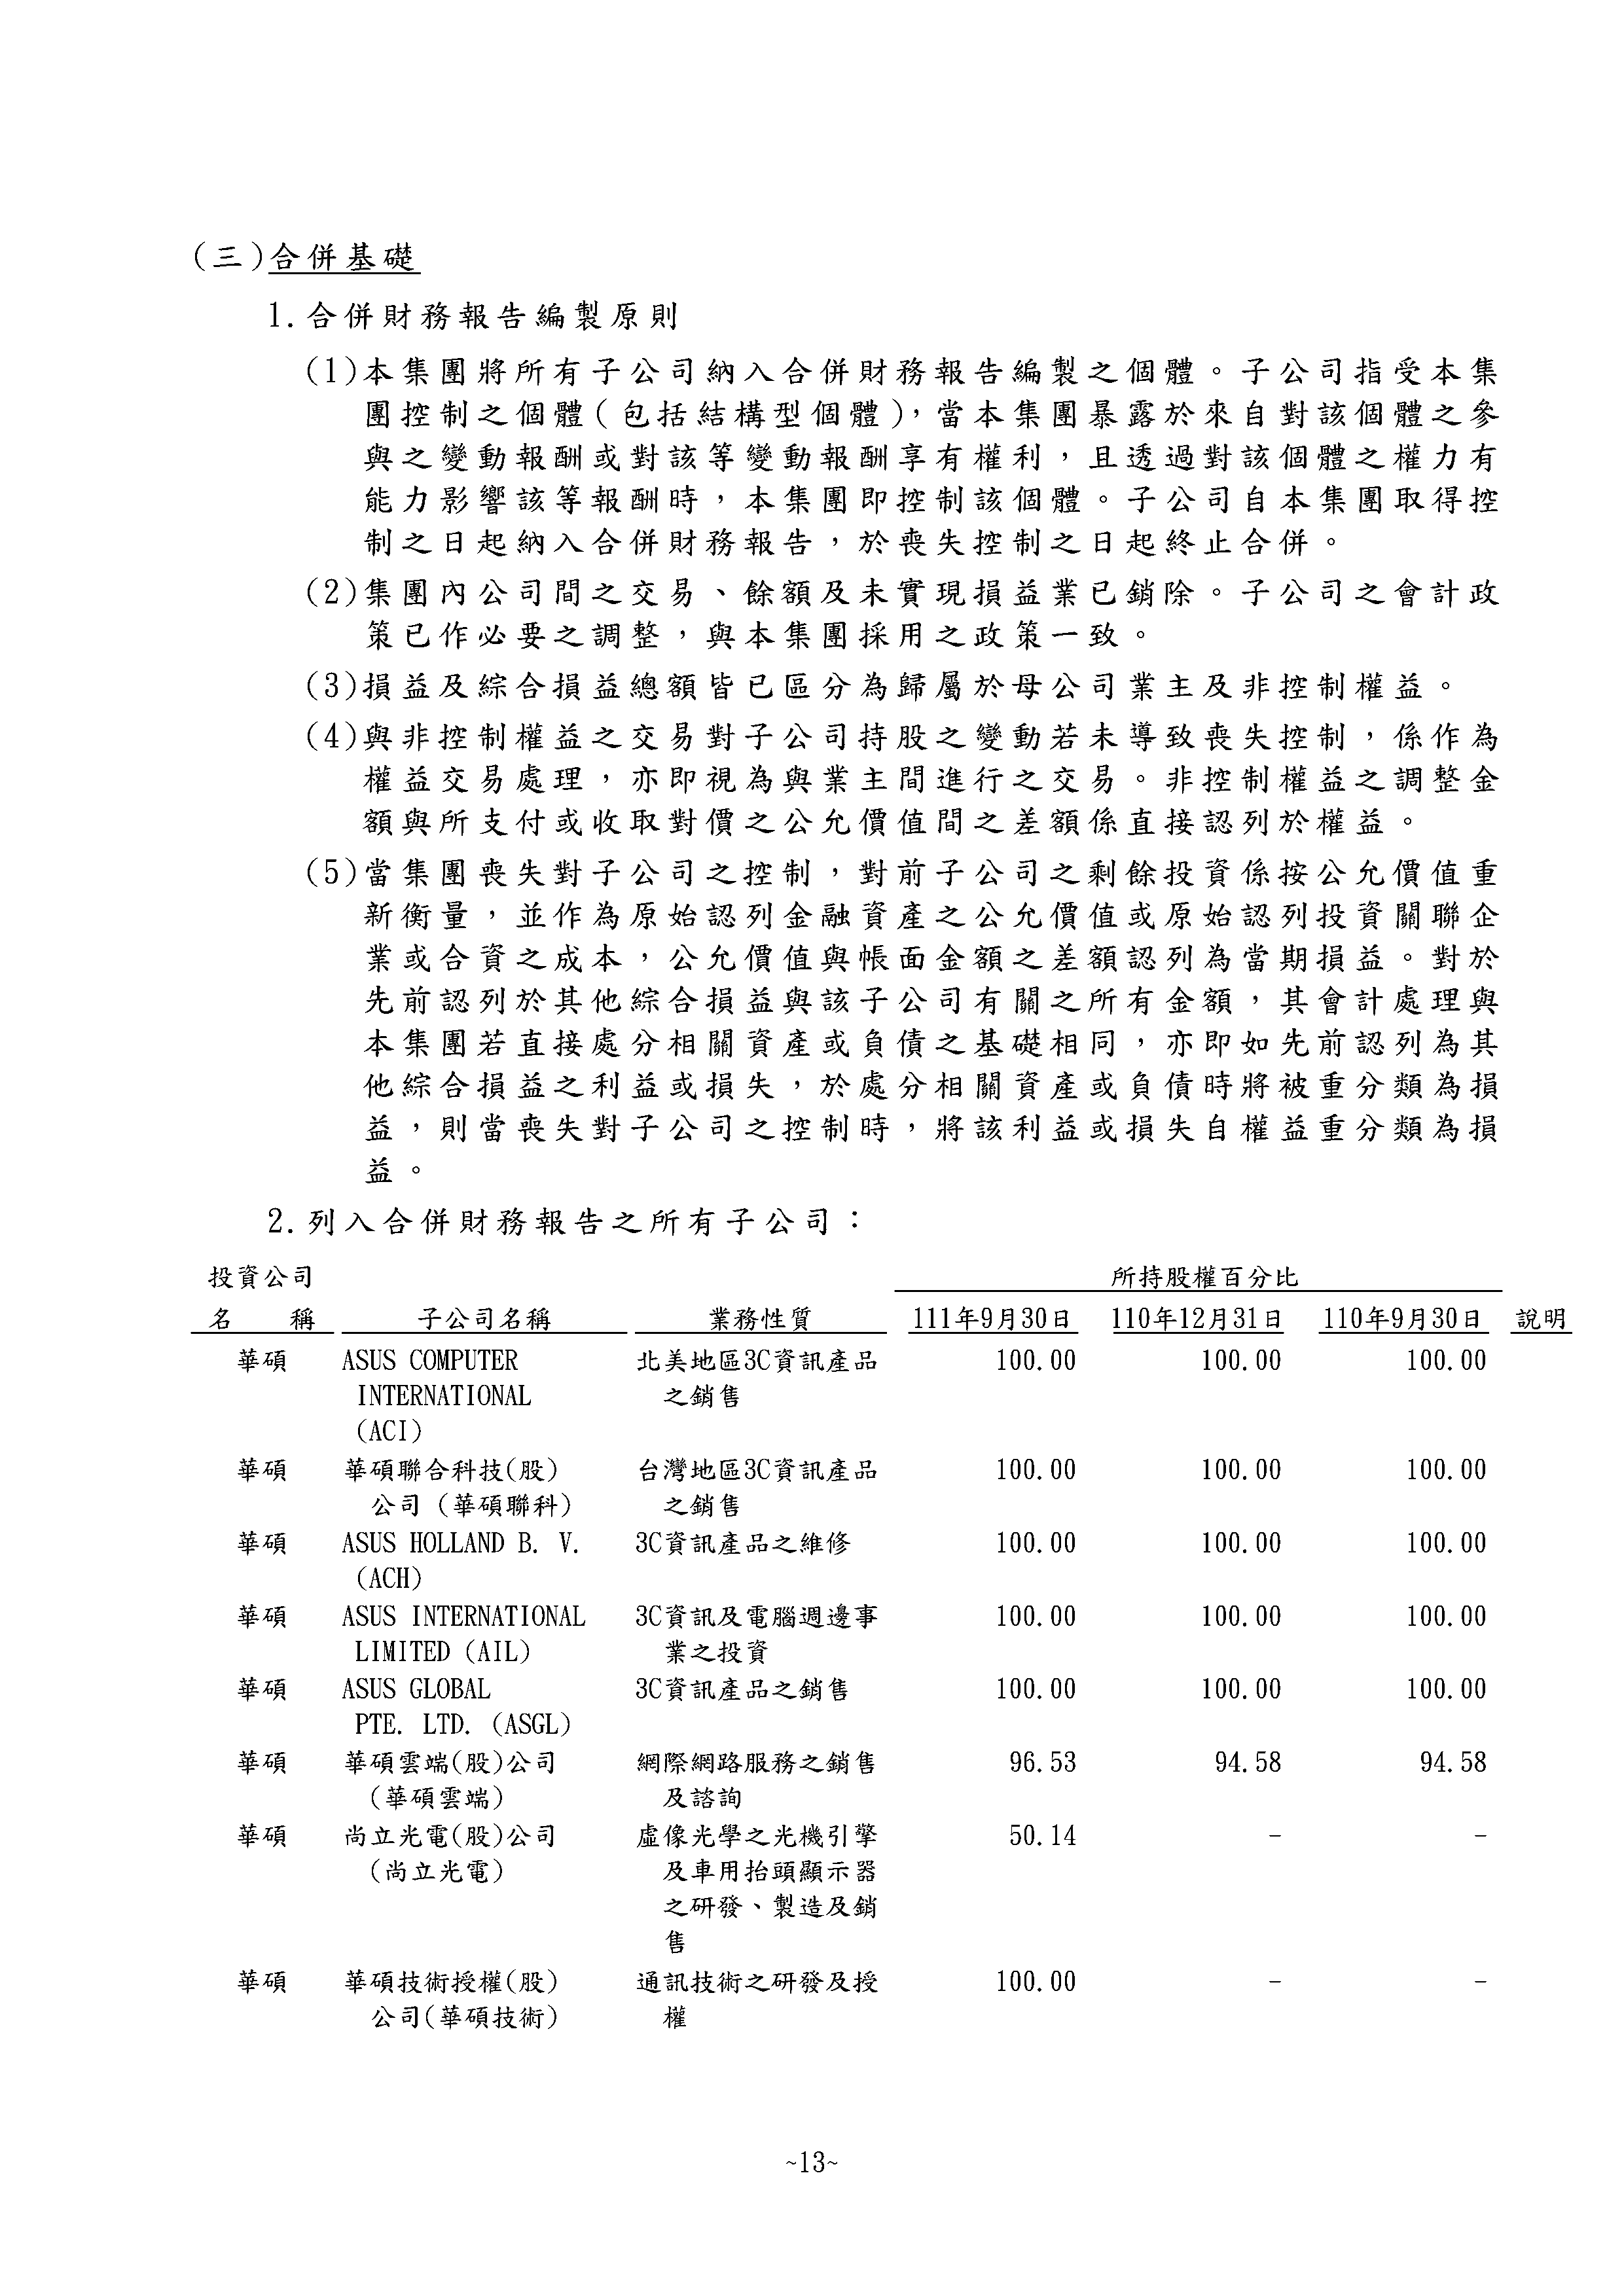 (三)合併基礎
1.合併財務報告編製原則
(1)本集團將所有子公司納入合併財務報告編製之個體。子公司指受本集
團控制之個體(包括結構型個體)，當本集團暴露於來自對該個體之參
與之變動報酬或對該等變動報酬享有權利，且透過對該個體之權力有
能力影響該等報酬時，本集團即控制該個體。子公司自本集團取得控
制之日起納入合併財務報告，於喪失控制之日起終止合併。
(2)集團內公司間之交易、餘額及未實現損益業已銷除。子公司之會計政
策已作必要之調整，與本集團採用之政策一致。
(3)損益及綜合損益總額皆已區分為歸屬於母公司業主及非控制權益。
(4)與非控制權益之交易對子公司持股之變動若未導致喪失控制，係作為
權益交易處理，亦即視為與業主間進行之交易。非控制權益之調整金
額與所支付或收取對價之公允價值間之差額係直接認列於權益。
(5)當集團喪失對子公司之控制，對前子公司之剩餘投資係按公允價值重
新衡量，並作為原始認列金融資產之公允價值或原始認列投資關聯企
業或合資之成本，公允價值與帳面金額之差額認列為當期損益。對於
先前認列於其他綜合損益與該子公司有關之所有金額，其會計處理與
本集團若直接處分相關資產或負債之基礎相同，亦即如先前認列為其
他綜合損益之利益或損失，於處分相關資產或負債時將被重分類為損
益，則當喪失對子公司之控制時，將該利益或損失自權益重分類為損
益。
2.列入合併財務報告之所有子公司：
投資公司 所持股權百分比
名 稱 子公司名稱 業務性質 111年9月30日 110年12月31日 110年9月30日 說明
華碩 ASUS COMPUTER 北美地區3C資訊產品 100.00 100.00 100.00
INTERNATIONAL 之銷售
(ACI)
華碩 華碩聯合科技(股) 台灣地區3C資訊產品 100.00 100.00 100.00
公司 (華碩聯科) 之銷售
華碩 ASUS HOLLAND B. V. 3C資訊產品之維修 100.00 100.00 100.00
(ACH)
華碩 ASUS INTERNATIONAL 3C資訊及電腦週邊事 100.00 100.00 100.00
LIMITED (AIL) 業之投資
華碩 ASUS GLOBAL 3C資訊產品之銷售 100.00 100.00 100.00
PTE. LTD. (ASGL)
華碩 華碩雲端(股)公司 網際網路服務之銷售 96.53 94.58 94.58
(華碩雲端) 及諮詢
華碩 尚立光電(股)公司 虛像光學之光機引擎 50.14 - -
(尚立光電) 及車用抬頭顯示器
之研發、製造及銷
售
華碩 華碩技術授權(股) 通訊技術之研發及授 100.00 - -
公司(華碩技術) 權
~13~